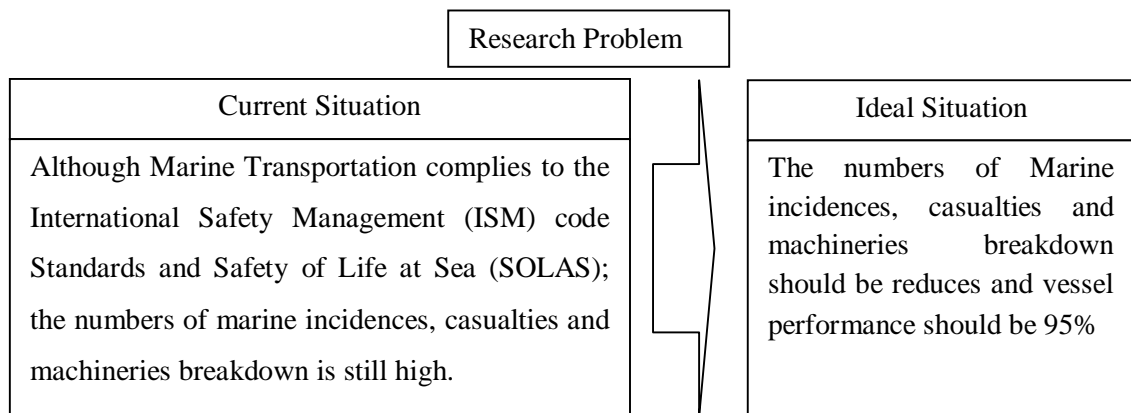 Research Problem
Current Situation
Although Marine Transportation complies to the
International Safety Management (ISM) code
Standards and Safety of Life at Sea (SOLAS);
the numbers of marine incidences, casualties and
machineries breakdown is still high.
Ideal Situation
The numbers of Marine
incidences, casualties and
machineries breakdown
should be reduces and vessel
performance should be 95%